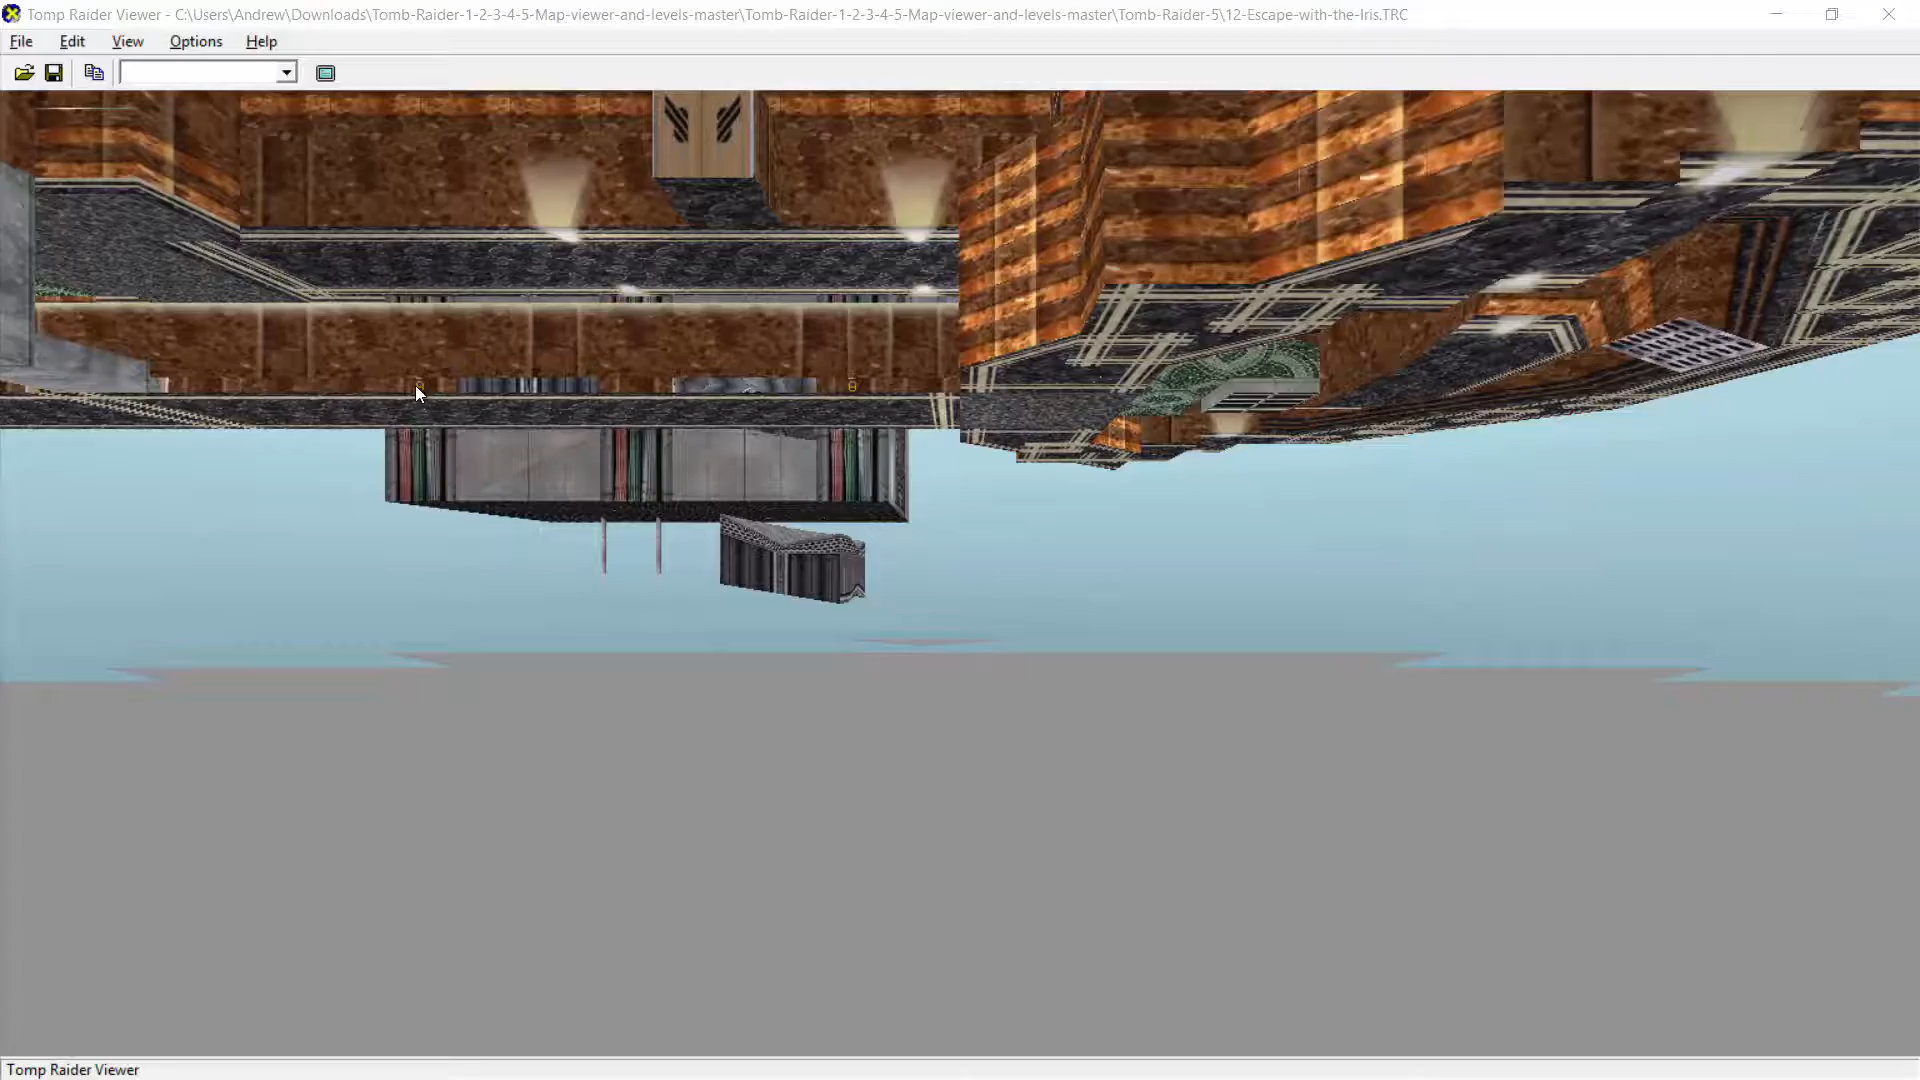 Tomp Raider Viewer - C:\Users\Andrew\Downloads\Tomb-Raider-1-2-3-4-5-Map-viewer-and-levels-master\Tomb-Raider-1-2-3-4-5-Map-viewer-and-levels-master\Tomb-Raider-5\12-Escape-with-the-Iris.TRC
File Edit View Options Help
Tomp Raider Viewer